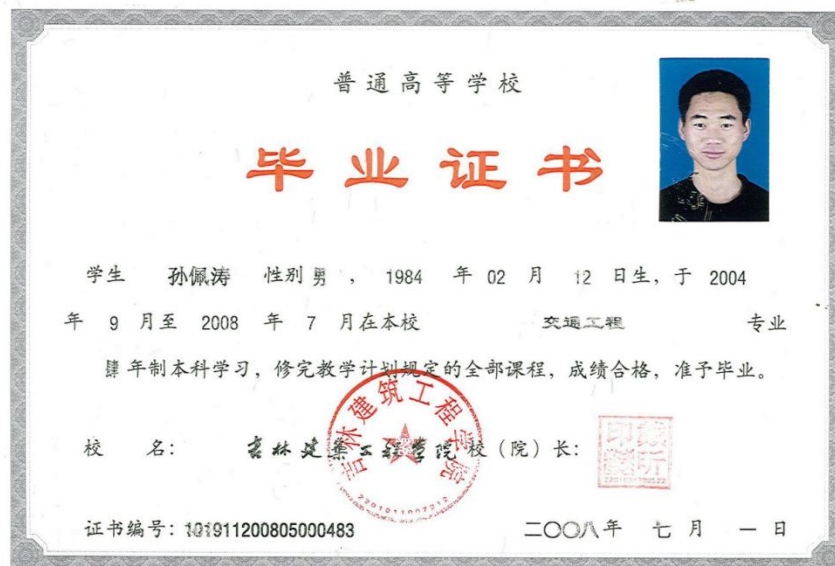 普通高等学校
毕业证书
学生 孙佩涛 性别 男 , 1984 年 02 月 12 日生, 于 2004
年 9 月至 2008 年 7 月在本校 交通工程 专业
肆 年制本科学习, 修完教学计划规定的全部课程, 成绩合格, 准予毕业。
吉林建筑工程学院
2201011007212
校 名: 吉林建筑工程学院 校(院)长:
证书编号: 101911200805000483 二〇〇八年 七 月 一 日